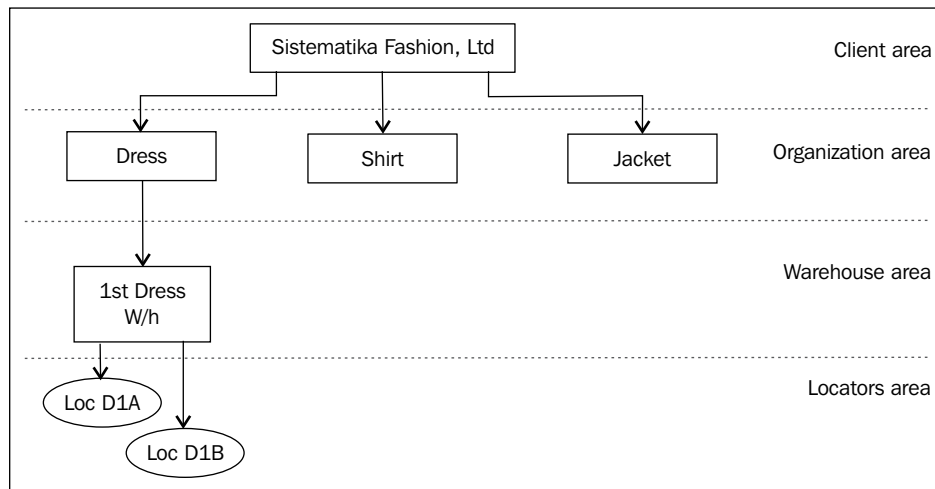 Sistematika Fashion, Ltd
Client area
Dress
Shirt
Jacket
Organization area
1st Dress
W/h
Warehouse area
Loc D1A
Locators area
Loc D1B